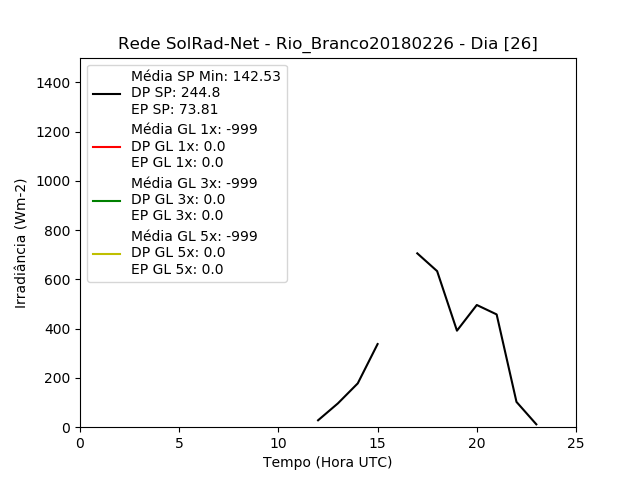 Rede SolRad-Net - Rio_Branco20180226 - Dia [26]
Média SP Min: 142.53
DP SP: 244.8
EP SP: 73.81
Média GL 1x: -999
DP GL 1x: 0.0
EP GL 1x: 0.0
Média GL 3x: -999
DP GL 3x: 0.0
EP GL 3x: 0.0
Média GL 5x: -999
DP GL 5x: 0.0
EP GL 5x: 0.0
Irradiância (Wm-2)
1400
1200
1000
800
600
400
200
0
0 5 10 15 20 25
Tempo (Hora UTC)